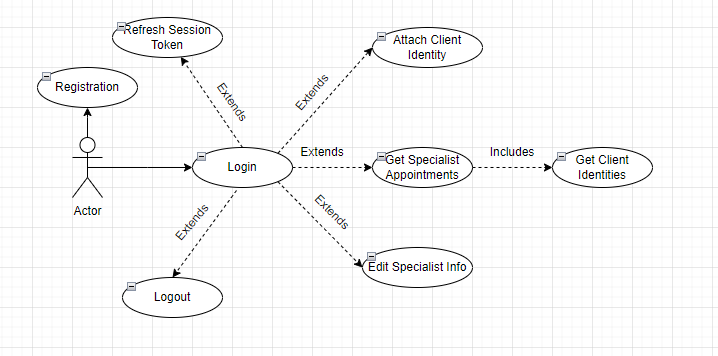 Refresh Session
Token
Attach Client
Identity
Registration
Extends
Extends
Login
Extends
Get Specialist
Appointments
Includes
Get Client
Identities
Actor
Extends
Extends
Edit Specialist Info
Logout